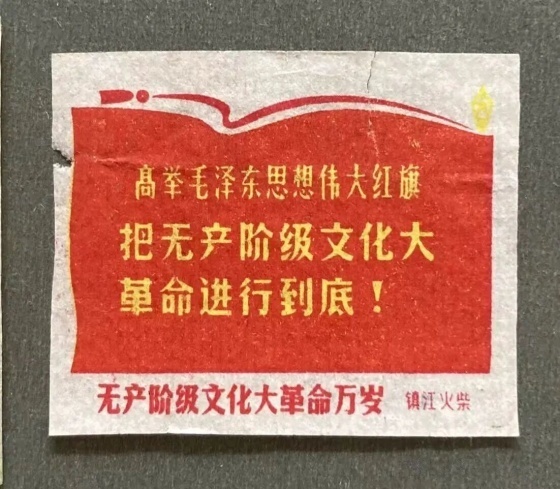 高举毛泽东思想伟大红旗
把无产阶级文化大
革命进行到底！
无产阶级文化大革命万岁
镇江火柴